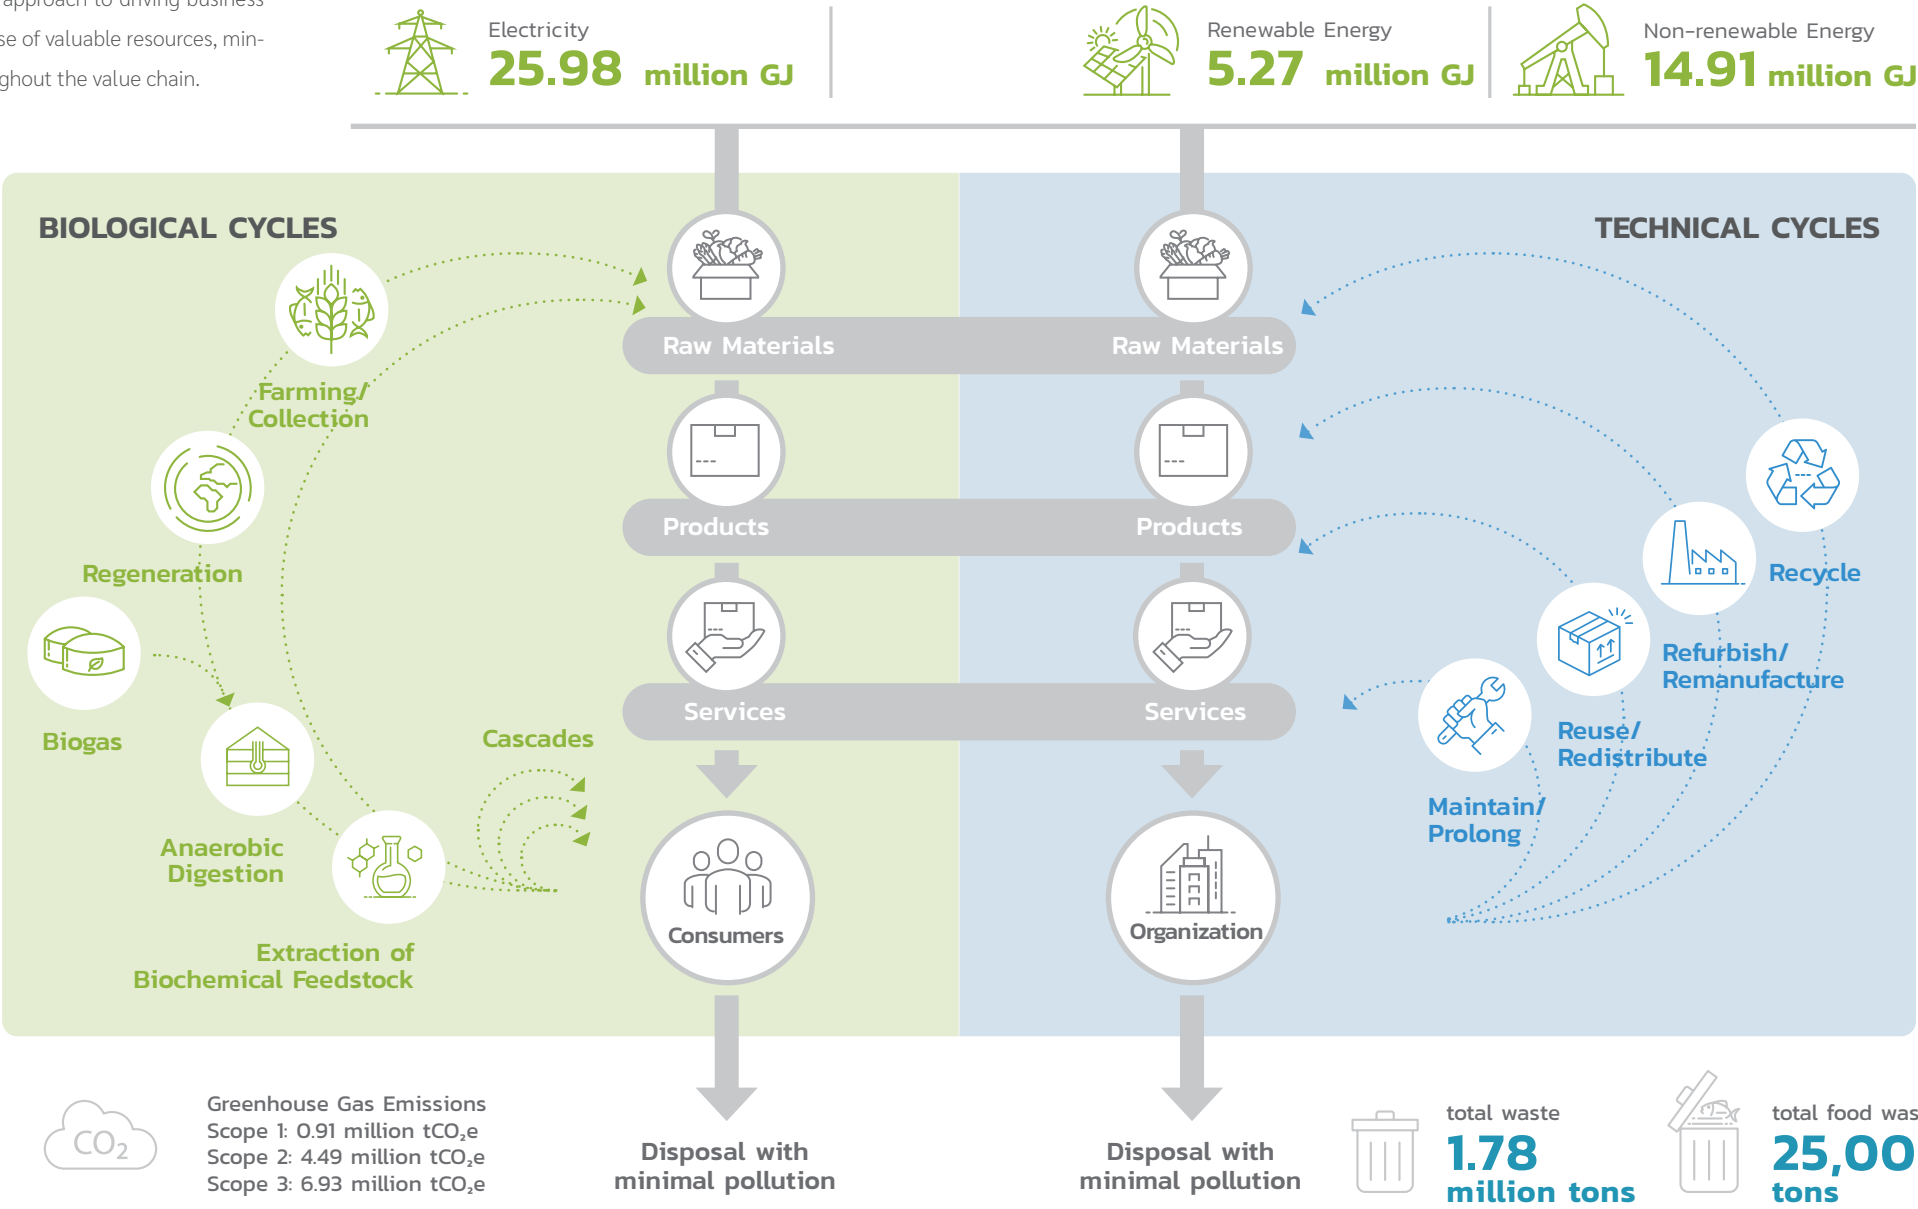 approach to driving business
se of valuable resources, min-
ghout the value chain.
Electricity
25.98 million GJ
Renewable Energy
5.27 million GJ
Non-renewable Energy
14.91 million GJ
BIOLOGICAL CYCLES
TECHNICAL CYCLES
Farming/
Collection
Regeneration
Biogas
Anaerobic
Digestion
Extraction of
Biochemical Feedstock
Cascades
Raw Materials
Raw Materials
Products
Products
Services
Services
Consumers
Organization
Recycle
Refurbish/
Remanufacture
Reuse/
Redistribute
Maintain/
Prolong
CO₂
Greenhouse Gas Emissions
Scope 1: 0.91 million tCO₂e
Scope 2: 4.49 million tCO₂e
Scope 3: 6.93 million tCO₂e
Disposal with
minimal pollution
Disposal with
minimal pollution
total waste
1.78
million tons
total food was
25,00
tons